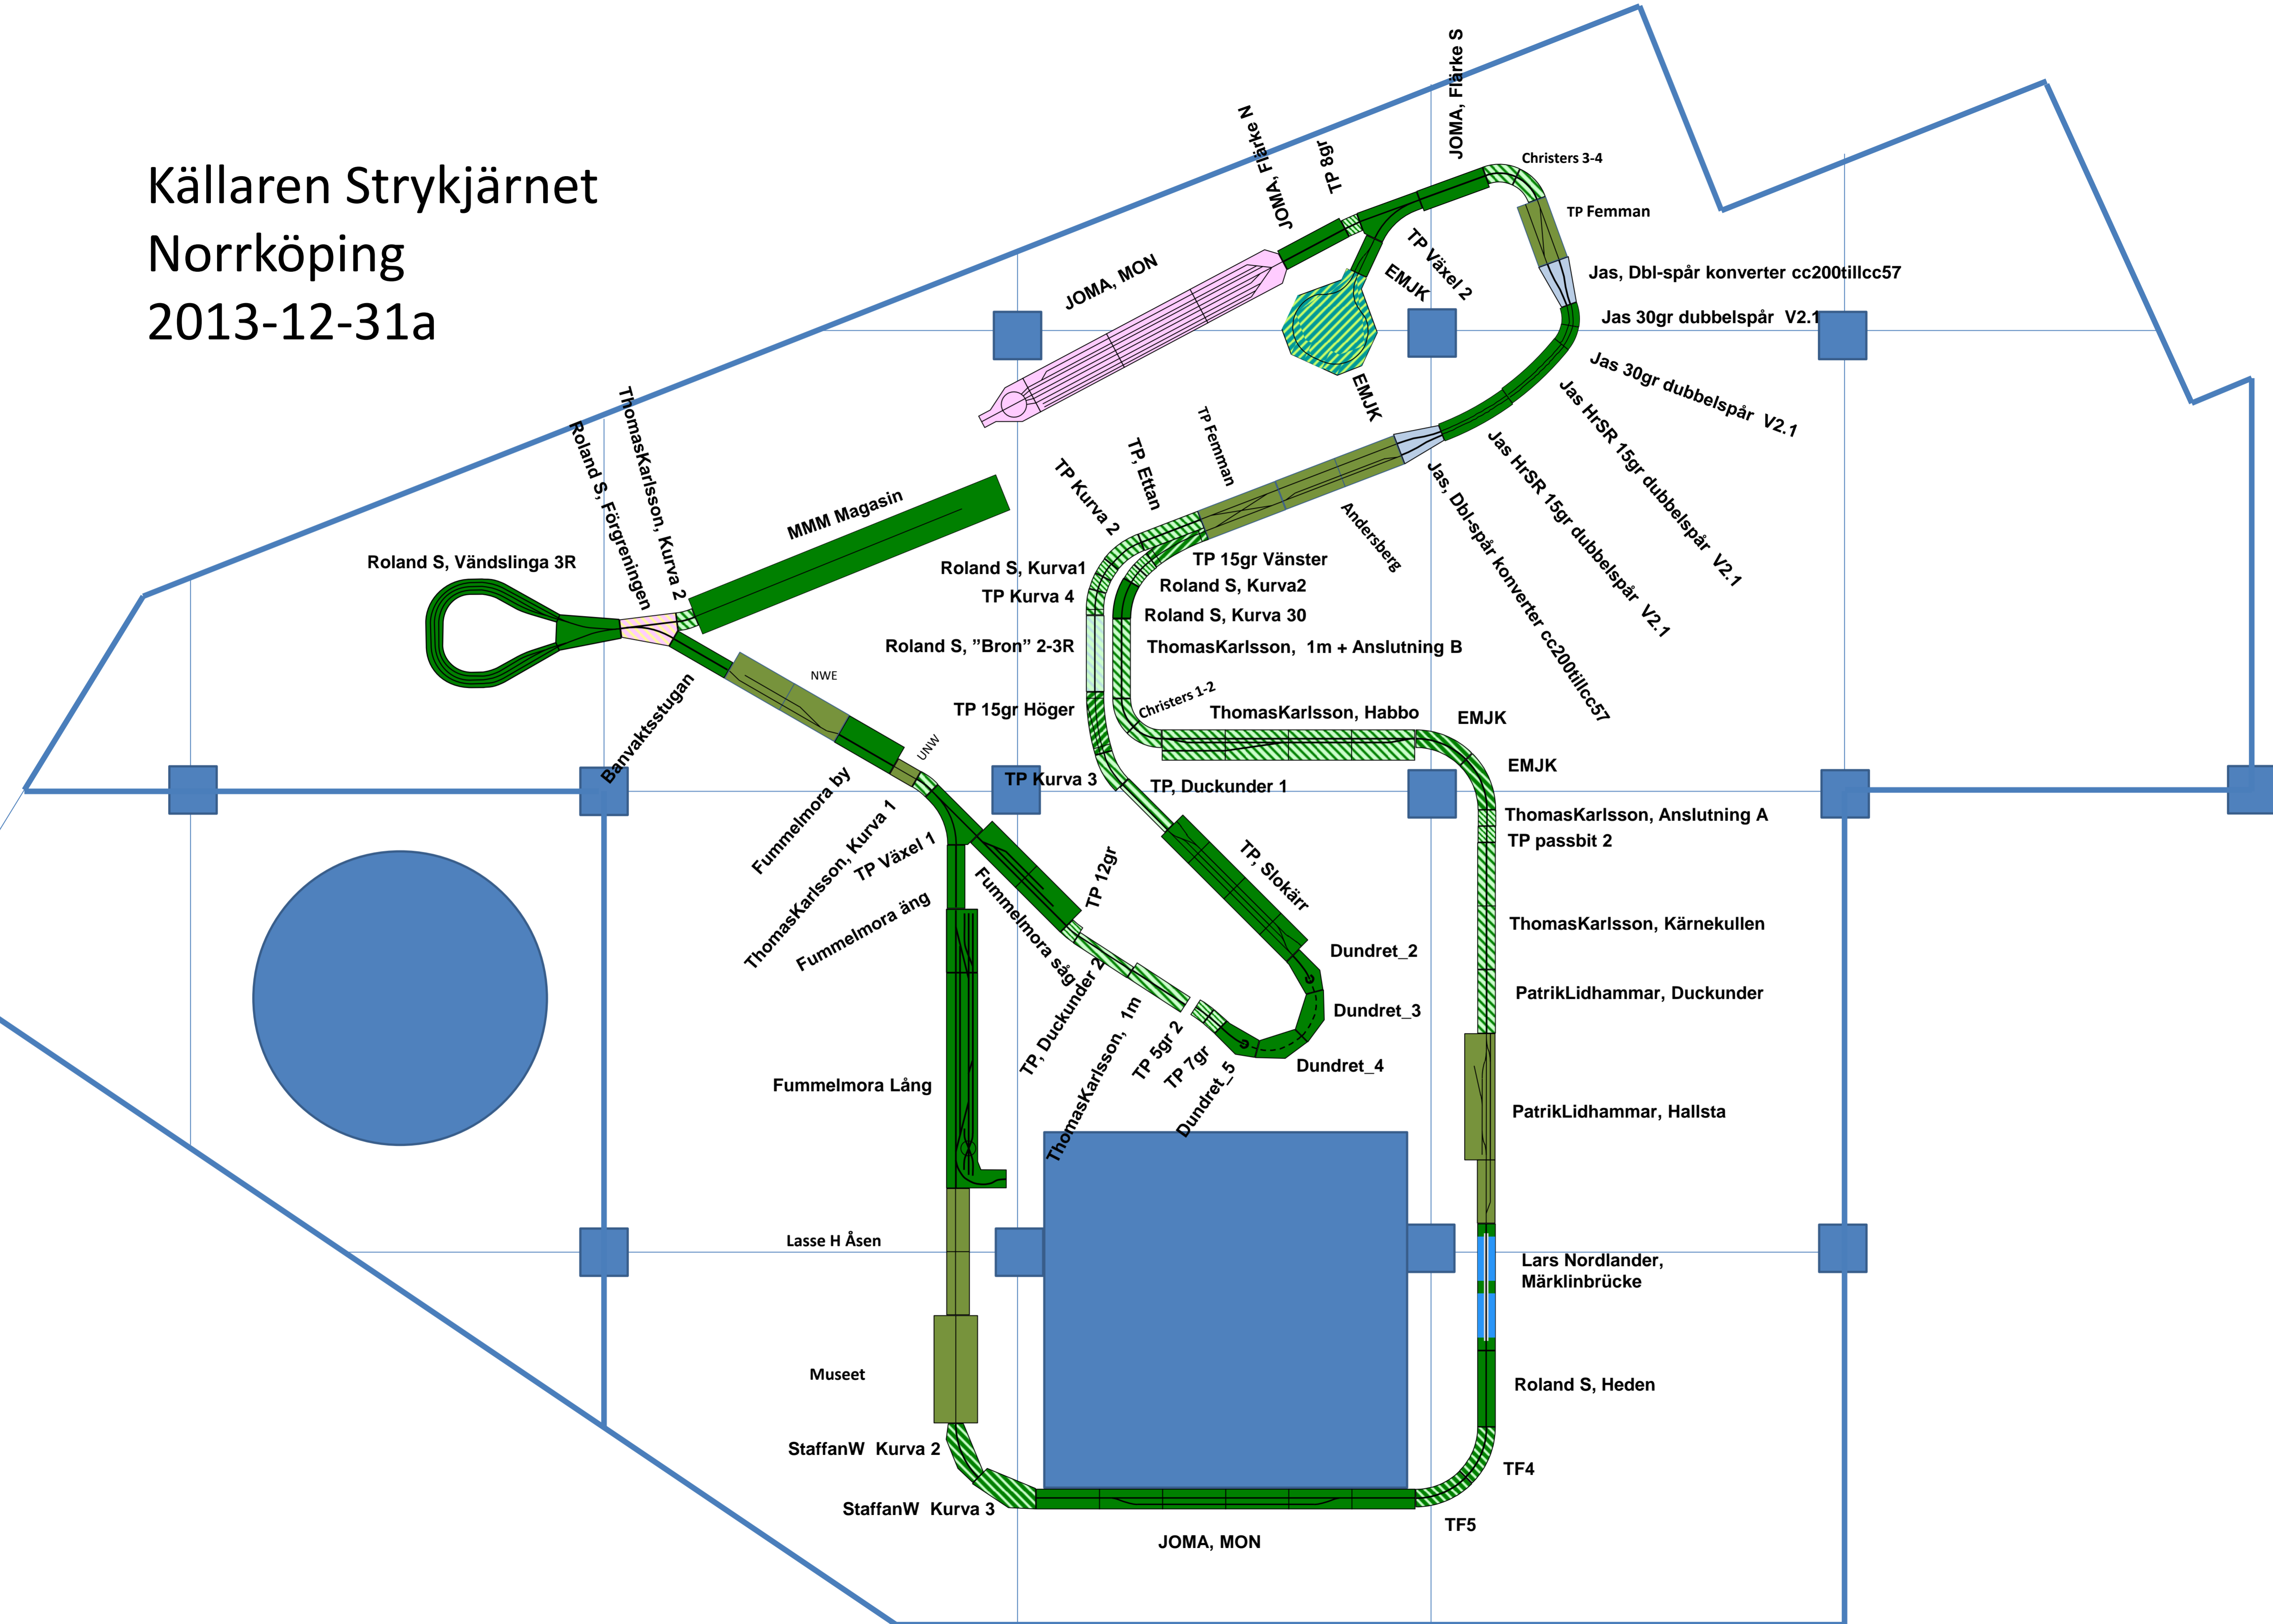 Källaren Strykjärnet
Norrköping
2013-12-31a
JOMA, Flärke S
JOMA, Flärke N
TP 8gr
Christers 3-4
TP Femman
TP Växel 2
EMJK
JOMA, MON
Jas, Dbl-spår konverter cc200tillcc57
Jas 30gr dubbelspår V2.1
Jas 30gr dubbelspår V2.1
EMJK
Jas HrSR 15gr dubbelspår V2.1
Jas HrSR 15gr dubbelspår V2.1
Jas, Dbl-spår konverter cc200tillcc57
TP Femman
Andersberg
TP, Ettan
TP Kurva 2
ThomasKarlsson, Kurva 2
Roland S, Förgreningen
MMM Magasin
Roland S, Vändslinga 3R
Roland S, Kurva1
TP 15gr Vänster
TP Kurva 4
Roland S, Kurva2
Roland S, Kurva 30
Roland S, ”Bron” 2-3R
ThomasKarlsson, 1m + Anslutning B
NWE
Banvaktsstugan
Christers 1-2
TP 15gr Höger
ThomasKarlsson, Habbo
EMJK
UNW
EMJK
TP Kurva 3
TP, Duckunder 1
Fummelmora by
ThomasKarlsson, Kurva 1
TP Växel 1
ThomasKarlsson, Anslutning A
TP passbit 2
TP, Slokärr
TP 12gr
Fummelmora äng
Fummelmora såg
ThomasKarlsson, Kärnekullen
Dundret_2
PatrikLidhammar, Duckunder
Dundret_3
TP, Duckunder 2
ThomasKarlsson, 1m
TP 5gr 2
TP 7gr
Dundret_5
Dundret_4
Fummelmora Lång
PatrikLidhammar, Hallsta
Lasse H Åsen
Lars Nordlander,
Märklinbrücke
Museet
Roland S, Heden
StaffanW Kurva 2
TF4
StaffanW Kurva 3
TF5
JOMA, MON